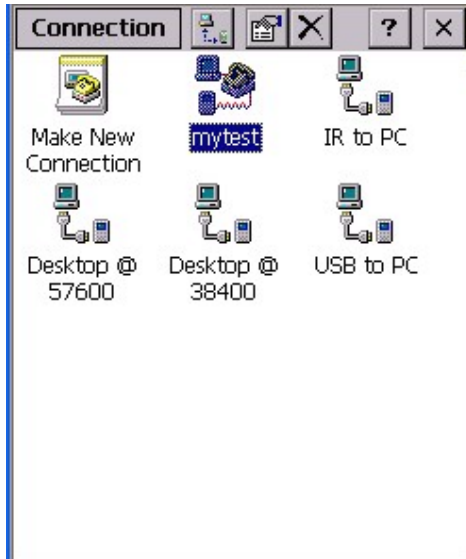 Connection
?
Make New
Connection
mytest
IR to PC
Desktop @
57600
Desktop @
38400
USB to PC